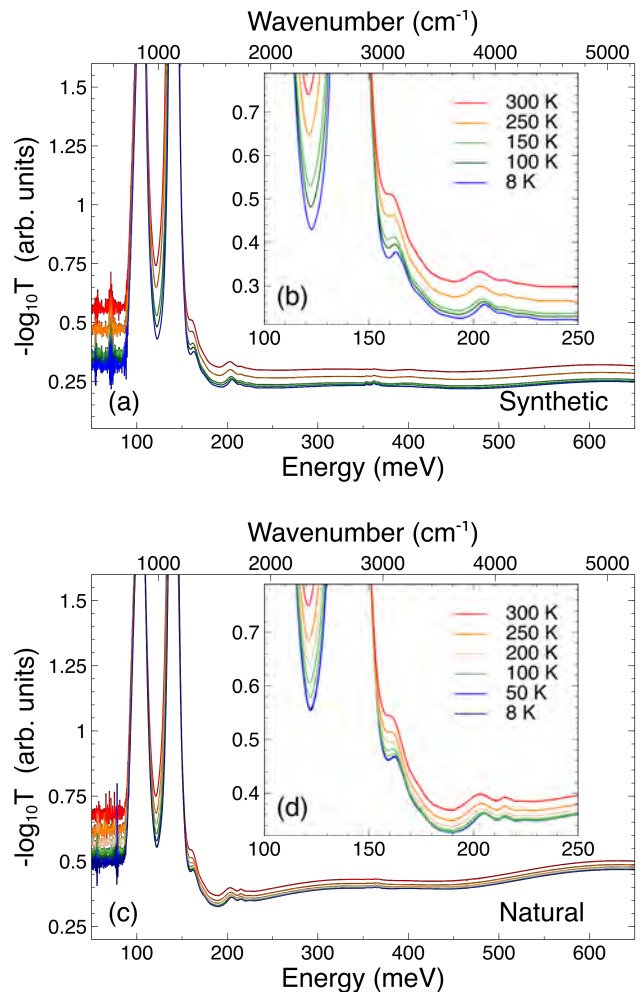 Wavenumber (cm⁻¹)
1000 2000 3000 4000 5000
-log₁₀T (arb. units)
1.5
1.25
1
0.75
0.5
0.25
0.7
0.6
0.5
0.4
0.3
300 K
250 K
150 K
100 K
8 K
(b)
100 150 200 250
(a)
Synthetic
100 200 300 400 500 600
Energy (meV)
Wavenumber (cm⁻¹)
1000 2000 3000 4000 5000
-log₁₀T (arb. units)
1.5
1.25
1
0.75
0.5
0.25
0.7
0.6
0.5
0.4
300 K
250 K
200 K
100 K
50 K
8 K
(d)
100 150 200 250
(c)
Natural
100 200 300 400 500 600
Energy (meV)